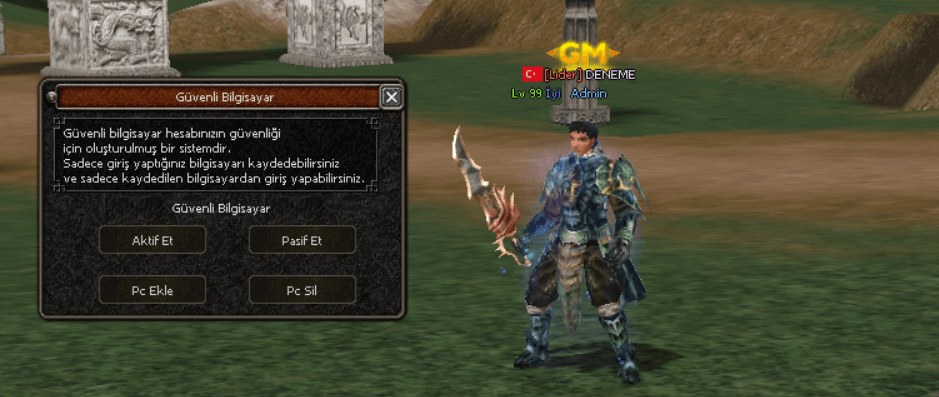 Güvenli Bilgisayar
Güvenli bilgisayar hesabınızın güvenliği
için oluşturulmuş bir sistemdir.
Sadece giriş yaptığınız bilgisayarı kaydedebilirsiniz
ve sadece kaydedilen bilgisayardan giriş yapabilirsiniz.
Güvenli Bilgisayar
Aktif Et
Pasif Et
Pc Ekle
Pc Sil
GM
[Lider] DENEME
Lv 99 İyi Admin